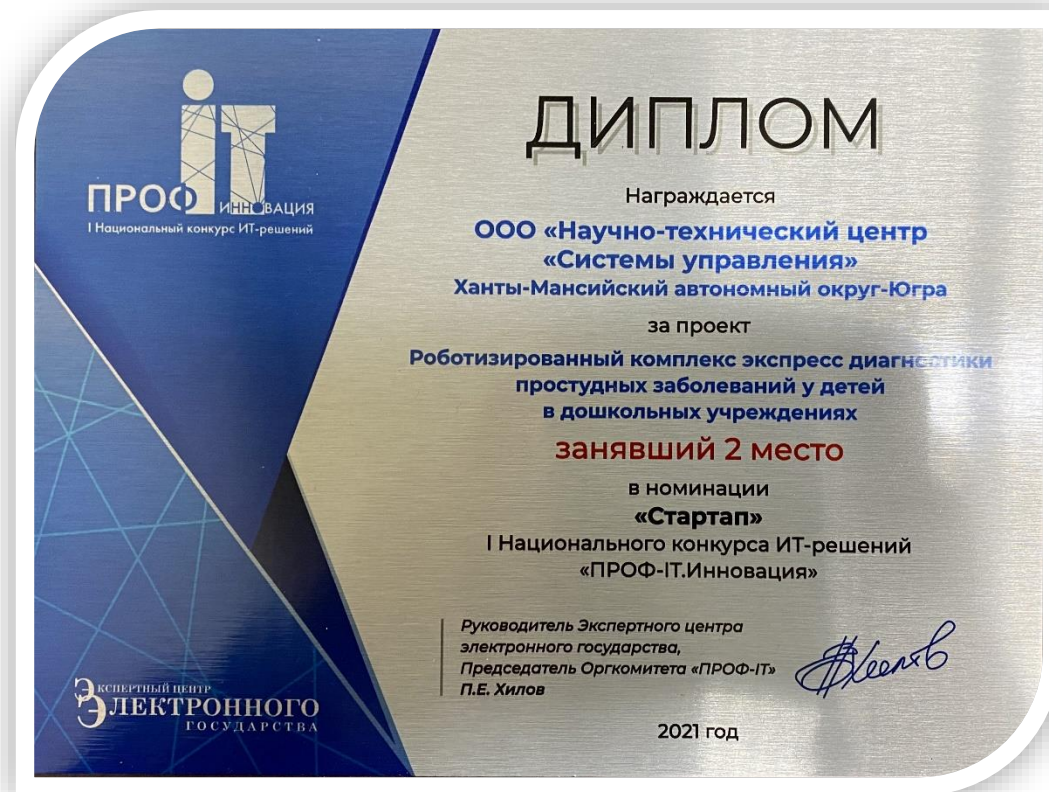 ПРОФ iT ИННОВАЦИЯ
I Национальный конкурс ИТ-решений
ДИПЛОМ
Награждается
ООО «Научно-технический центр
«Системы управления»
Ханты-Мансийский автономный округ-Югра
за проект
Роботизированный комплекс экспресс диагностики
простудных заболеваний у детей
в дошкольных учреждениях
занявший 2 место
в номинации
«Стартап»
I Национального конкурса ИТ-решений
«ПРОФ-IT.Инновация»
Руководитель Экспертного центра
электронного государства,
Председатель Оргкомитета «ПРОФ-IT»
П.Е. Хилов
2021 год
ЭКСПЕРТНЫЙ ЦЕНТР
ЭЛЕКТРОННОГО
ГОСУДАРСТВА